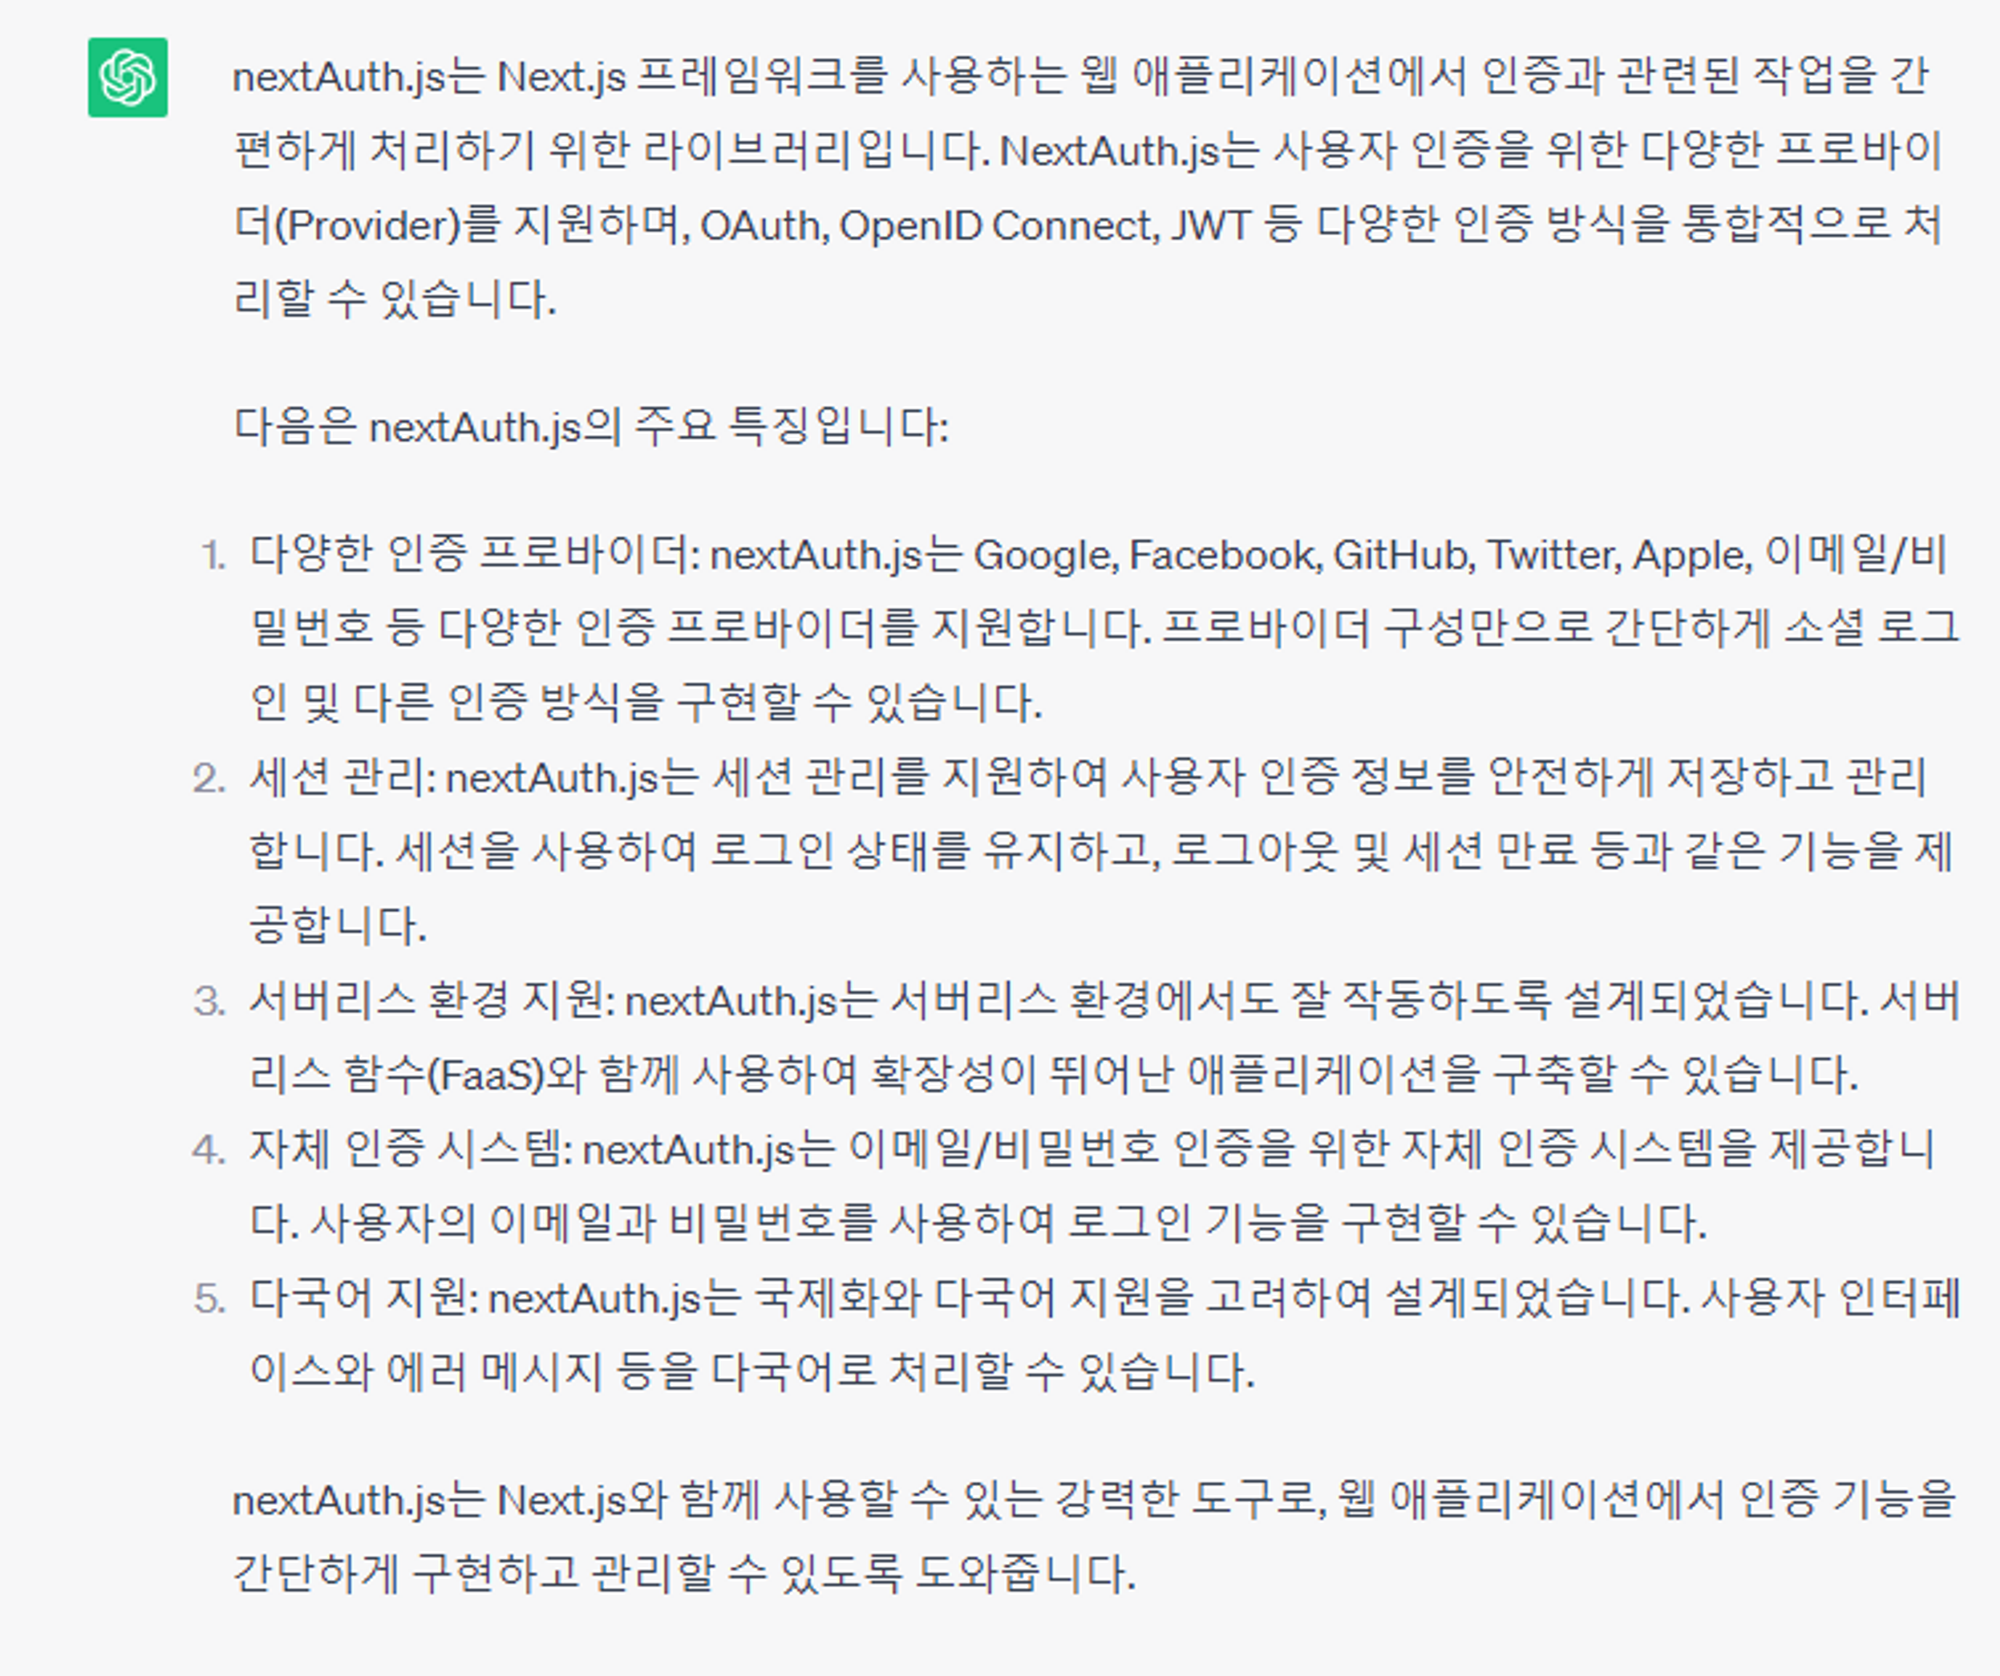 nextAuth.js는 Next.js 프레임워크를 사용하는 웹 애플리케이션에서 인증과 관련된 작업을 간
편하게 처리하기 위한 라이브러리입니다. NextAuth.js는 사용자 인증을 위한 다양한 프로바이
더(Provider)를 지원하며, OAuth, OpenID Connect, JWT 등 다양한 인증 방식을 통합적으로 처
리할 수 있습니다.
다음은 nextAuth.js의 주요 특징입니다:
1. 다양한 인증 프로바이더: nextAuth.js는 Google, Facebook, GitHub, Twitter, Apple, 이메일/비
밀번호 등 다양한 인증 프로바이더를 지원합니다. 프로바이더 구성만으로 간단하게 소셜 로그
인 및 다른 인증 방식을 구현할 수 있습니다.
2. 세션 관리: nextAuth.js는 세션 관리를 지원하여 사용자 인증 정보를 안전하게 저장하고 관리
합니다. 세션을 사용하여 로그인 상태를 유지하고, 로그아웃 및 세션 만료 등과 같은 기능을 제
공합니다.
3. 서버리스 환경 지원: nextAuth.js는 서버리스 환경에서도 잘 작동하도록 설계되었습니다. 서버
리스 함수(FaaS)와 함께 사용하여 확장성이 뛰어난 애플리케이션을 구축할 수 있습니다.
4. 자체 인증 시스템: nextAuth.js는 이메일/비밀번호 인증을 위한 자체 인증 시스템을 제공합니
다. 사용자의 이메일과 비밀번호를 사용하여 로그인 기능을 구현할 수 있습니다.
5. 다국어 지원: nextAuth.js는 국제화와 다국어 지원을 고려하여 설계되었습니다. 사용자 인터페
이스와 에러 메시지 등을 다국어로 처리할 수 있습니다.
nextAuth.js는 Next.js와 함께 사용할 수 있는 강력한 도구로, 웹 애플리케이션에서 인증 기능을
간단하게 구현하고 관리할 수 있도록 도와줍니다.